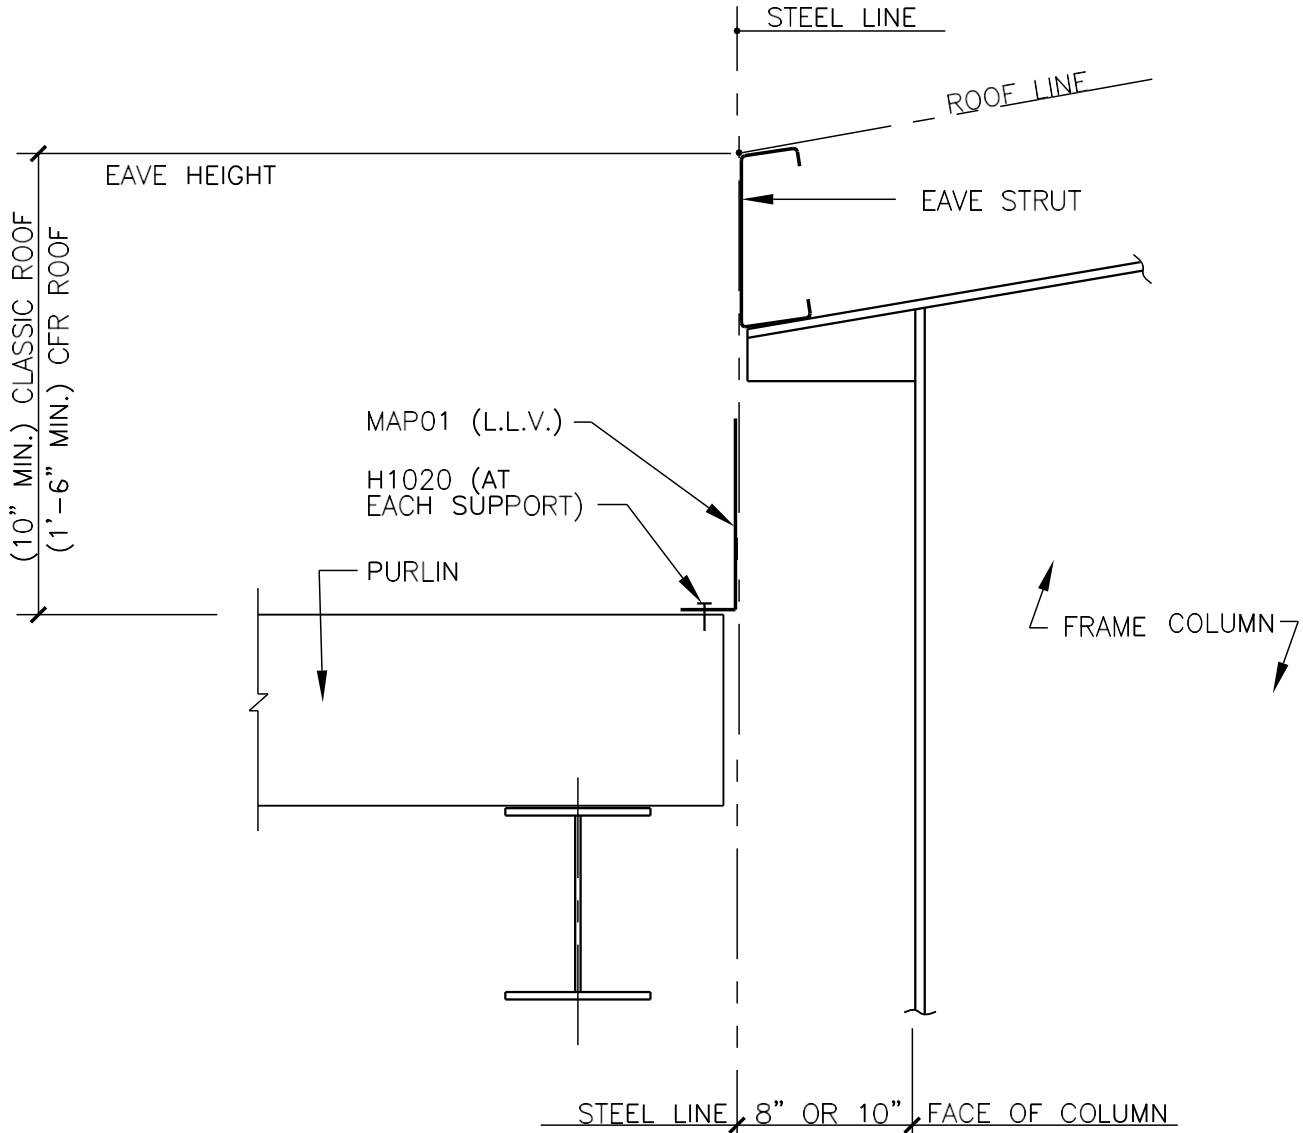 STEEL LINE
ROOF LINE
EAVE HEIGHT
EAVE STRUT
(10" MIN.) CLASSIC ROOF
(1'-6" MIN.) CFR ROOF
MAP01 (L.L.V.)
H1020 (AT
EACH SUPPORT)
PURLIN
FRAME COLUMN
STEEL LINE 8" OR 10" FACE OF COLUMN